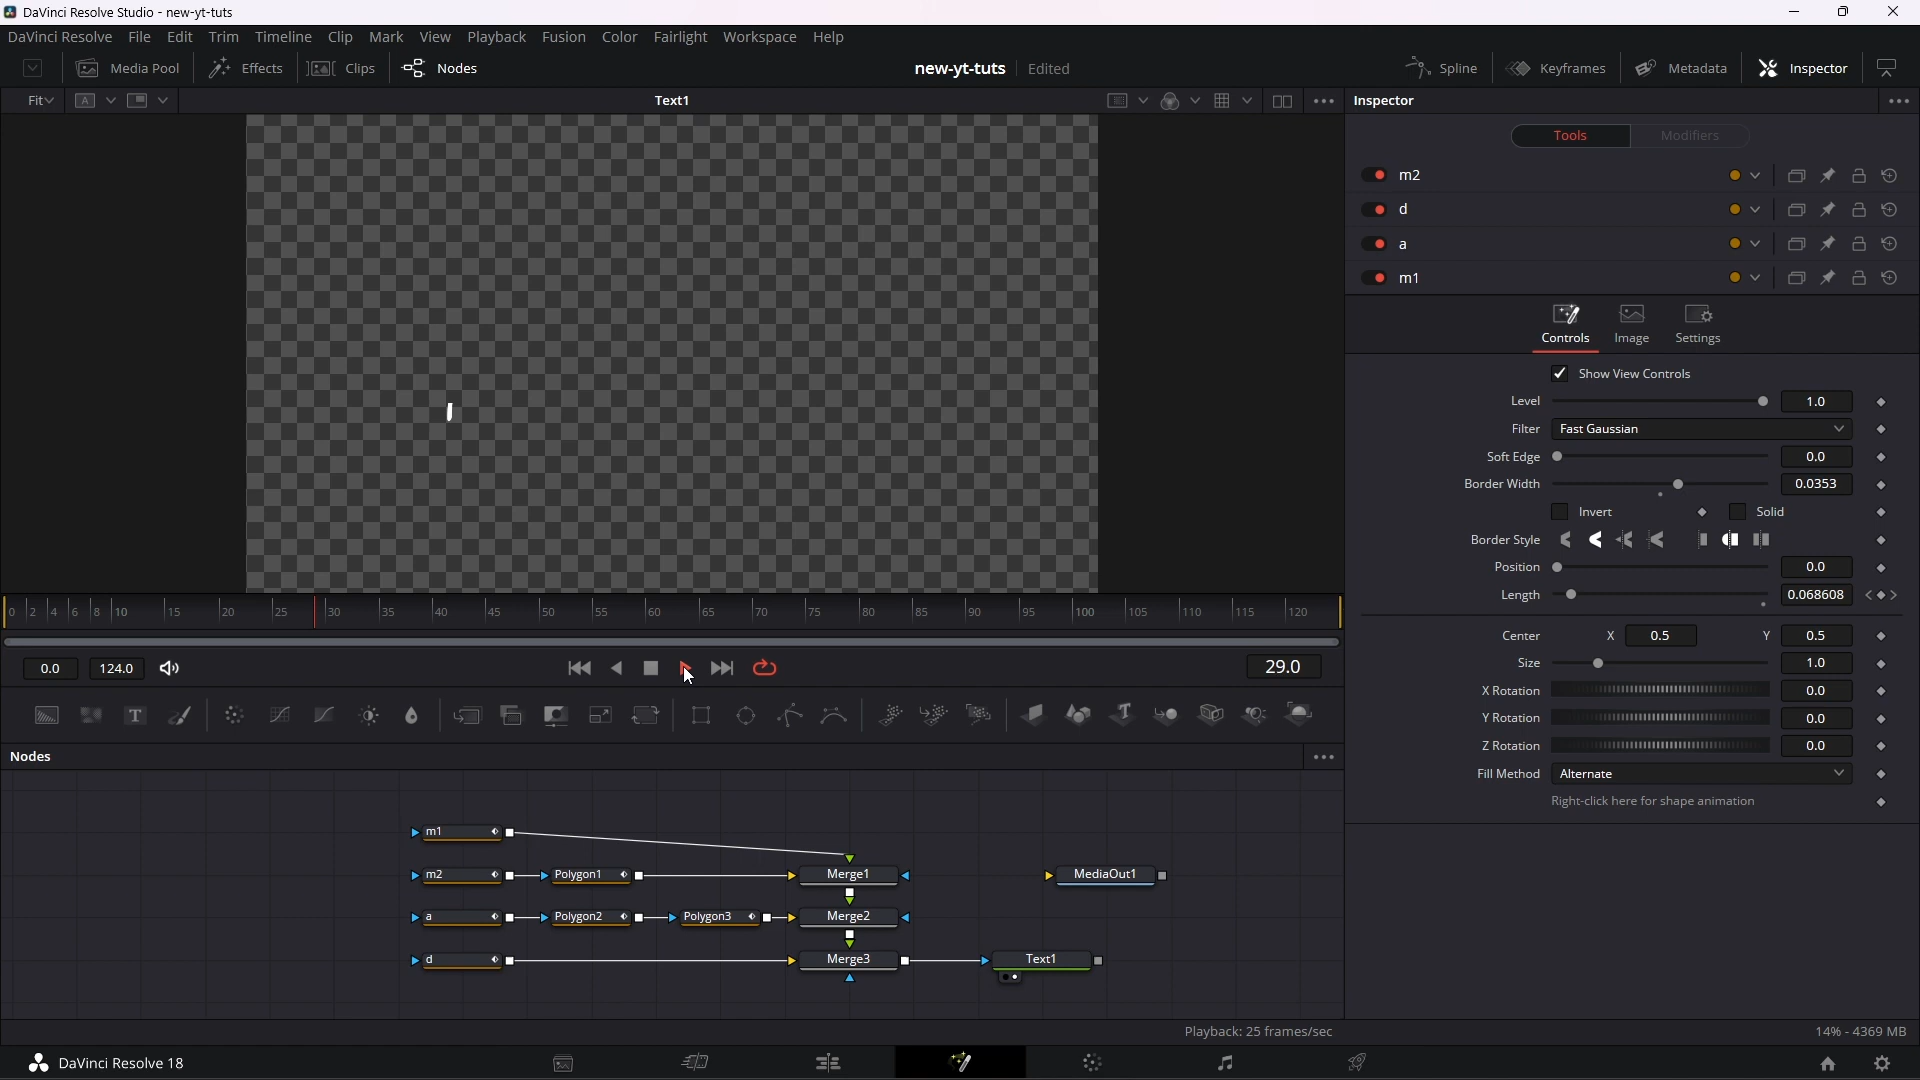 DaVinci Resolve Studio - new-yt-tuts
DaVinci Resolve File Edit Trim Timeline Clip Mark View Playback Fusion Color Fairlight Workspace Help
Media Pool Effects Clips Nodes new-yt-tuts Edited Spline Keyframes Metadata Inspector
Fit A Text1 Inspector
Tools Modifiers
m2
d
a
m1
Controls Image Settings
Show View Controls
Level 1.0
Filter Fast Gaussian
Soft Edge 0.0
Border Width 0.0353
Invert Solid
Border Style
Position 0.0
Length 0.068608
0 2 4 6 8 10 15 20 25 30 35 40 45 50 55 60 65 70 75 80 85 90 95 100 105 110 115 120
Center X 0.5 Y 0.5
Size 1.0
0.0 124.0 29.0
X Rotation 0.0
Y Rotation 0.0
Z Rotation 0.0
Fill Method Alternate
Right-click here for shape animation
T
Nodes
m1
m2 Polygon1 Merge1 MediaOut1
a Polygon2 Polygon3 Merge2
d Merge3 Text1
Playback: 25 frames/sec 14% - 4369 MB
DaVinci Resolve 18